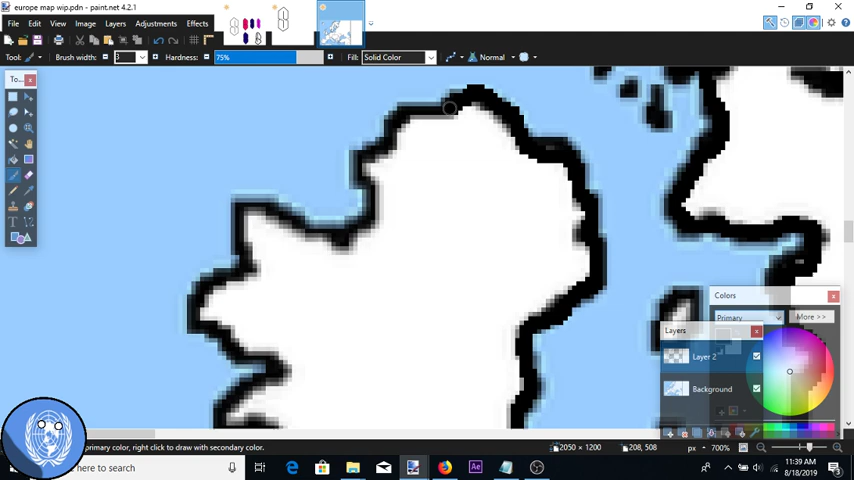 europe map wip.pdn - paint.net 4.2.1
File Edit View Image Layers Adjustments Effects
Tool: Brush width: 3 Hardness: 75% Fill: Solid Color Normal
To...
Colors
Primary More >>
Layers
Layer 2
Background
primary color, right click to draw with secondary color.
2050 x 1200 208, 508 px 700%
here to search
11:39 AM
8/18/2019